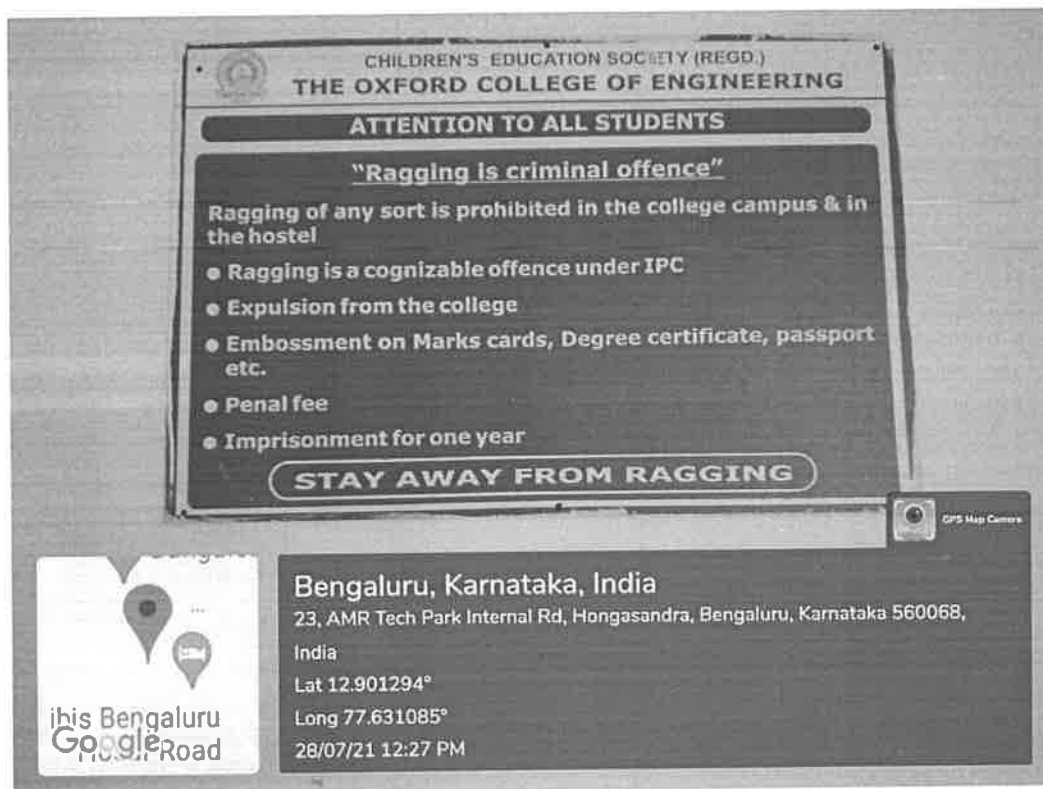 CHILDREN'S EDUCATION SOCIETY (REGD.)
THE OXFORD COLLEGE OF ENGINEERING
ATTENTION TO ALL STUDENTS
"Ragging is criminal offence"
Ragging of any sort is prohibited in the college campus & in
the hostel
● Ragging is a cognizable offence under IPC
● Expulsion from the college
● Embossment on Marks cards, Degree certificate, passport
etc.
● Penal fee
● Imprisonment for one year
STAY AWAY FROM RAGGING
GPS Map Camera
Bengaluru, Karnataka, India
23, AMR Tech Park Internal Rd, Hongasandra, Bengaluru, Karnataka 560068,
India
Lat 12.901294°
Long 77.631085°
28/07/21 12:27 PM
ibis Bengaluru
Google
Road